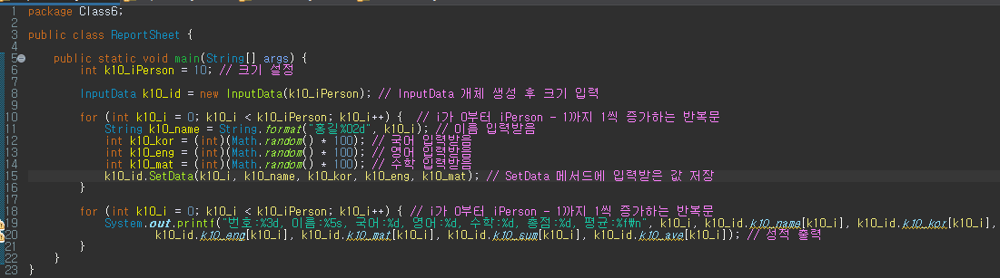 1 package Class6;
2
3 public class ReportSheet {
4
5 public static void main(String[] args) {
6 int k10_iPerson = 10; // 크기 설정
7
8 InputData k10_id = new InputData(k10_iPerson); // InputData 개체 생성 후 크기 입력
9
10 for (int k10_i = 0; k10_i < k10_iPerson; k10_i++) { // i가 0부터 iPerson - 1까지 1씩 증가하는 반복문
11 String k10_name = String.format("홍길%02d", k10_i); // 이름 입력받음
12 int k10_kor = (int)(Math.random() * 100); // 국어 입력받음
13 int k10_eng = (int)(Math.random() * 100); // 영어 입력받음
14 int k10_mat = (int)(Math.random() * 100); // 수학 입력받음
15 k10_id.SetData(k10_i, k10_name, k10_kor, k10_eng, k10_mat); // SetData 메서드에 입력받은 값 저장
16 }
17
18 for (int k10_i = 0; k10_i < k10_iPerson; k10_i++) { // i가 0부터 iPerson - 1까지 1씩 증가하는 반복문
19 System.out.printf("번호:%3d, 이름:%5s, 국어:%d, 영어:%d, 수학:%d, 총점:%d, 평균:%f\n", k10_i, k10_id.k10_name[k10_i], k10_id.k10_kor[k10_i],
20 k10_id.k10_eng[k10_i], k10_id.k10_mat[k10_i], k10_id.k10_sum[k10_i], k10_id.k10_ave[k10_i]); // 성적 출력
21 }
22 }
23 }